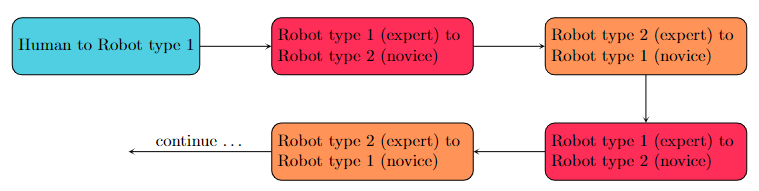 Human to Robot type 1
Robot type 1 (expert) to
Robot type 2 (novice)
Robot type 2 (expert) to
Robot type 1 (novice)
Robot type 1 (expert) to
Robot type 2 (novice)
Robot type 2 (expert) to
Robot type 1 (novice)
continue ...